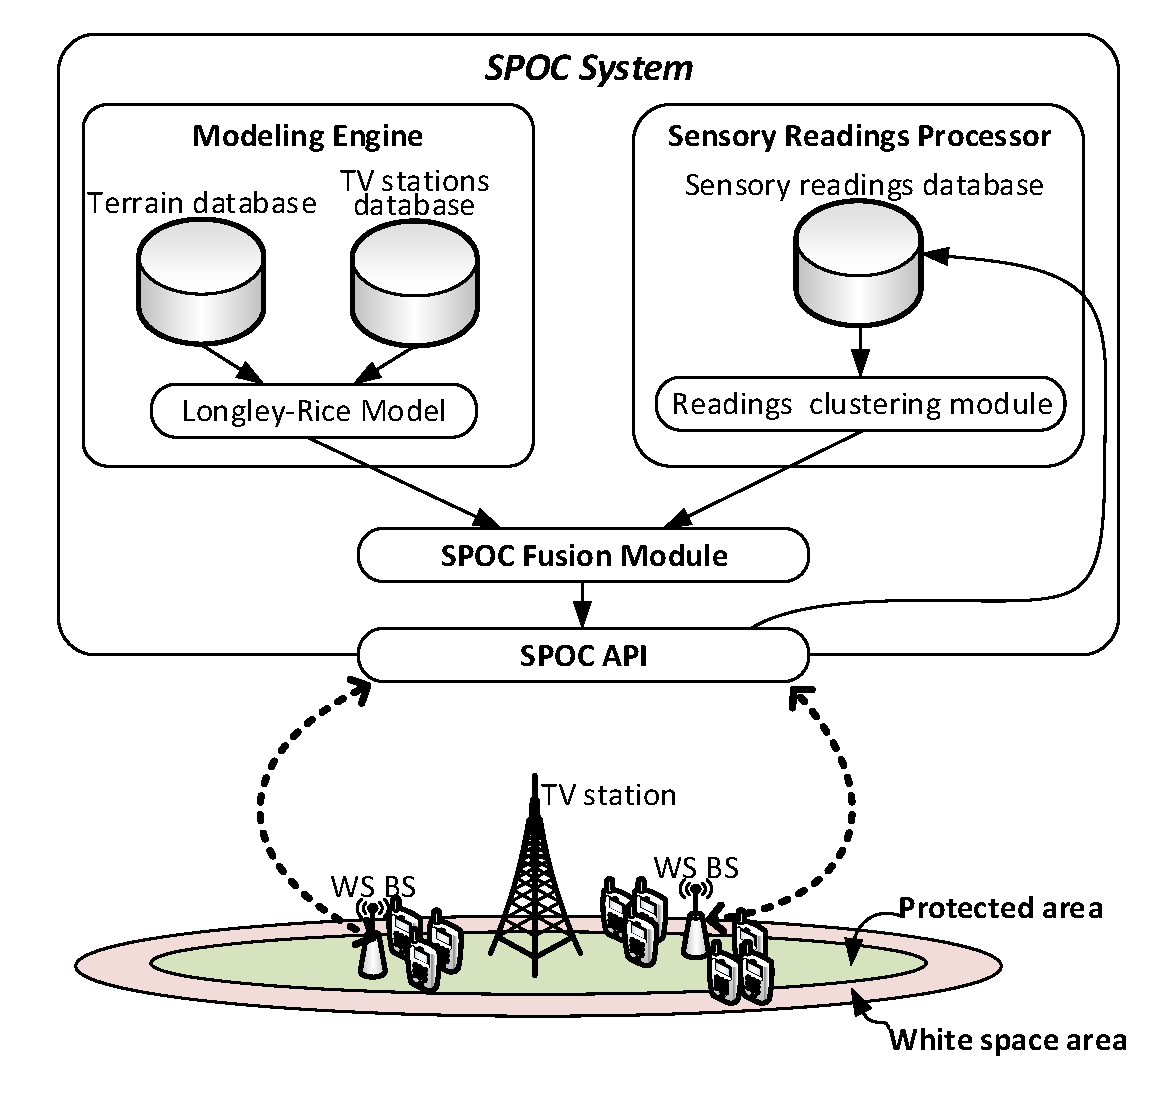 SPOC System
Modeling Engine
Sensory Readings Processor
Terrain database
TV stations
database
Sensory readings database
Longley-Rice Model
Readings clustering module
SPOC Fusion Module
SPOC API
TV station
WS BS
WS BS
Protected area
White space area